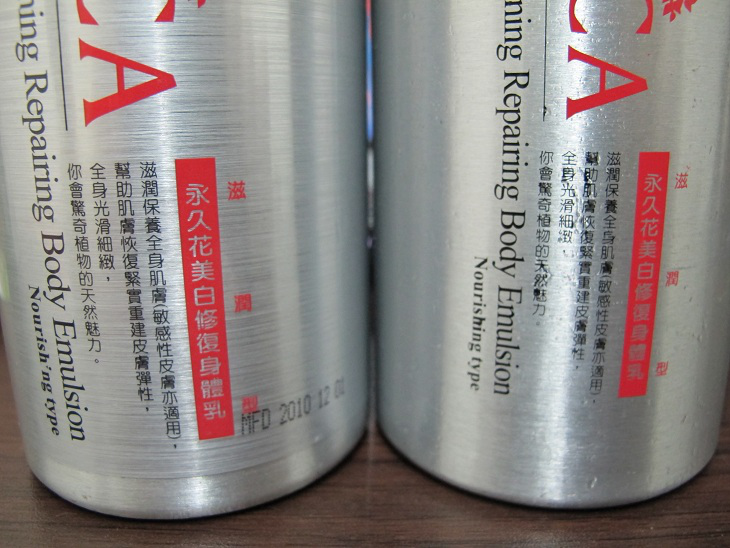 CA
ning Repairing Body Emulsion
Nourishing type
滋潤型
永久花美白修復身體乳
滋潤保養全身肌膚(敏感性皮膚亦適用),
幫助肌膚恢復緊實重建皮膚彈性,
全身光滑細緻,
你會驚奇植物的天然魅力。
MFD 2010 12 01
CA
ning Repairing Body Emulsion
Nourishing type
滋潤型
永久花美白修復身體乳
滋潤保養全身肌膚(敏感性皮膚亦適用),
幫助肌膚恢復緊實重建皮膚彈性,
全身光滑細緻,
你會驚奇植物的天然魅力.